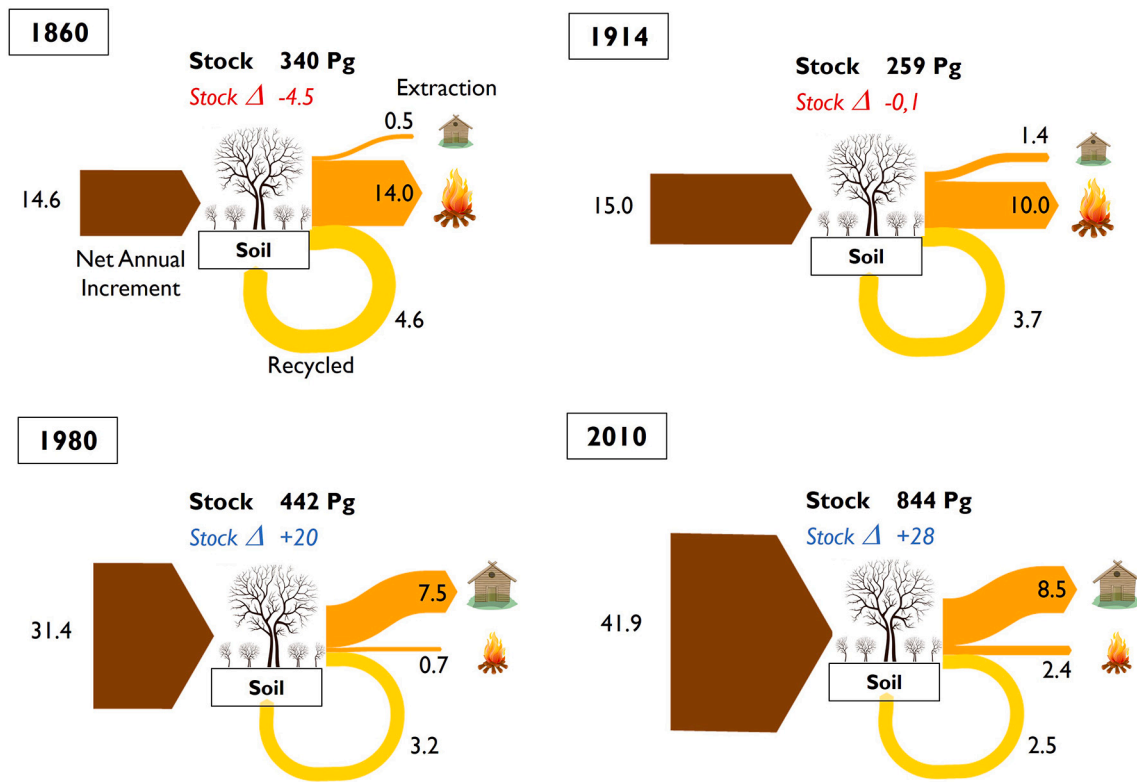 1860
Stock 340 Pg
Stock Δ -4.5
Extraction
0.5
14.6
14.0
Soil
Net Annual
Increment
4.6
Recycled
1914
Stock 259 Pg
Stock Δ -0,1
1.4
15.0
10.0
Soil
3.7
1980
Stock 442 Pg
Stock Δ +20
7.5
31.4
0.7
Soil
3.2
2010
Stock 844 Pg
Stock Δ +28
8.5
41.9
2.4
Soil
2.5